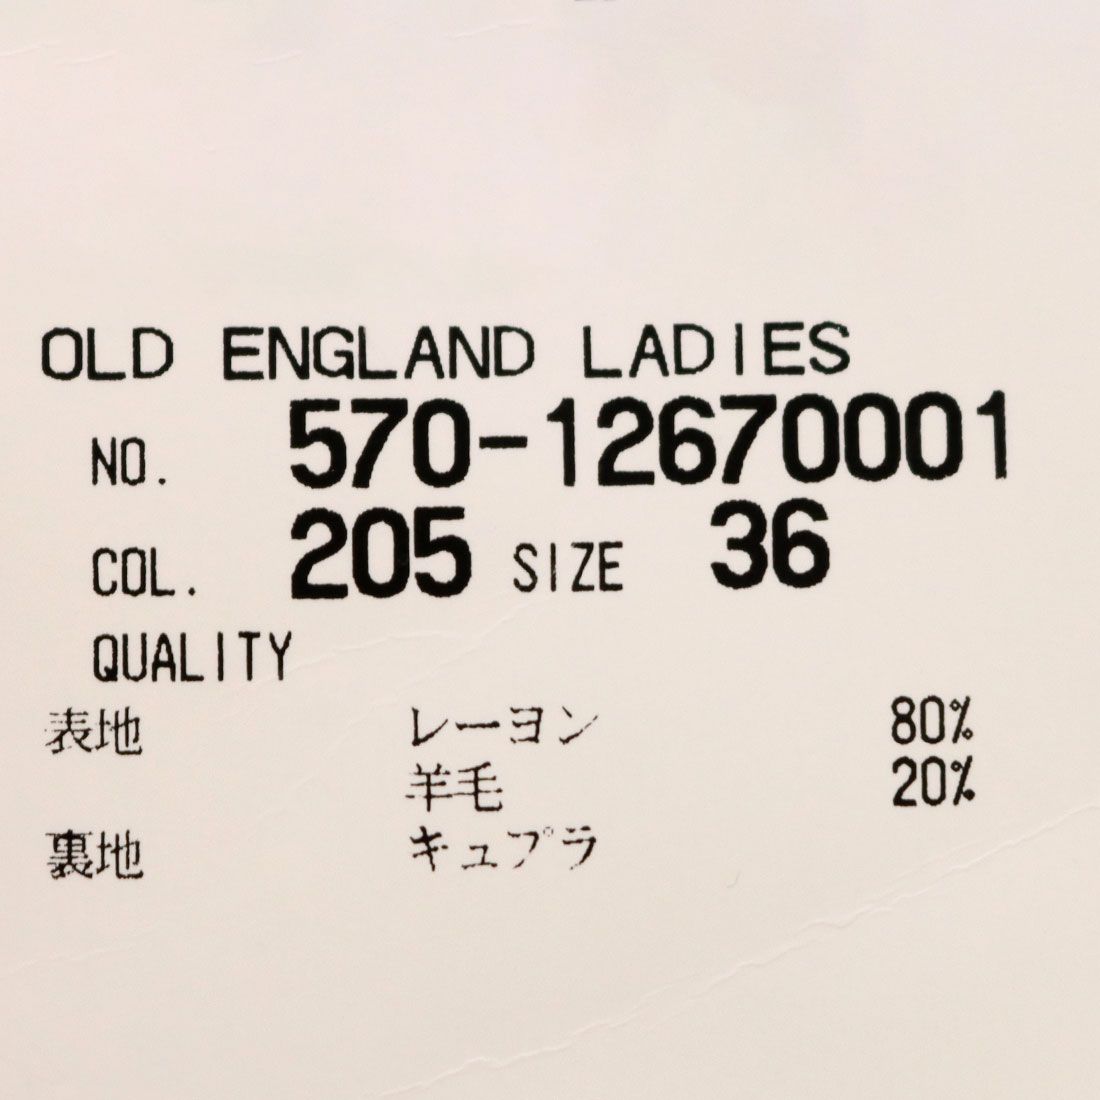 OLD ENGLAND LADIES
NO. 570-12670001
COL. 205 SIZE 36
QUALITY
表地 レーヨン 80%
羊毛 20%
裏地 キュプラ